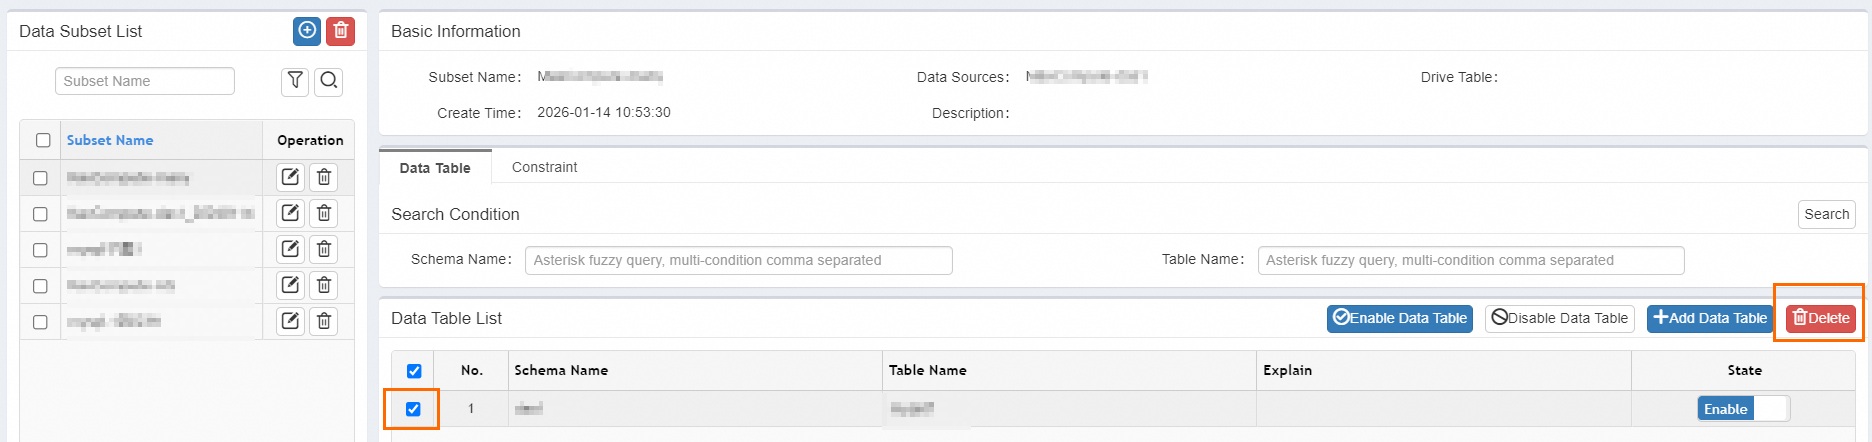 Data Subset List
Subset Name
Subset Name Operation
Basic Information
Subset Name: Data Sources: Drive Table:
Create Time: 2026-01-14 10:53:30 Description:
Data Table Constraint
Search Condition Search
Schema Name: Asterisk fuzzy query, multi-condition comma separated Table Name: Asterisk fuzzy query, multi-condition comma separated
Data Table List Enable Data Table Disable Data Table Add Data Table Delete
No. Schema Name Table Name Explain State
1 Enable